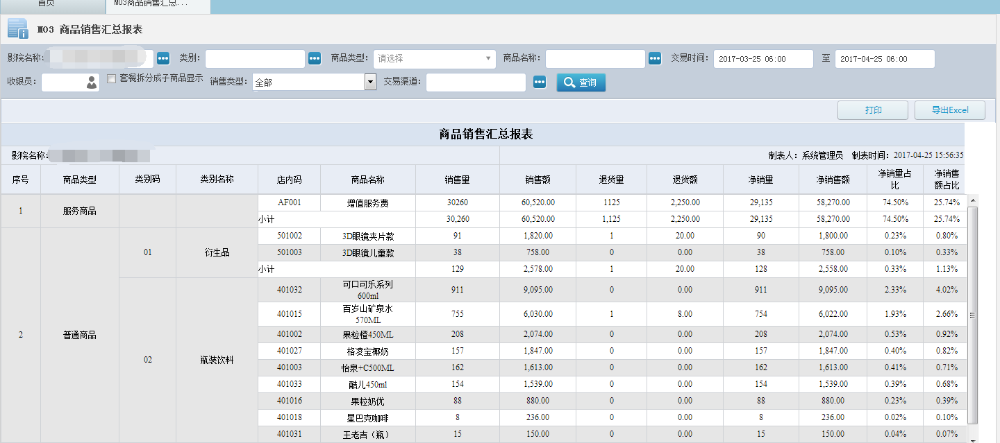 首页 M03商品销售汇总...
M03 商品销售汇总报表
影院名称: 类别: 商品类型: 请选择 商品名称: 交易时间: 2017-03-25 06:00 至 2017-04-25 06:00
收银员: 套餐拆分成子商品显示 销售类型: 全部 交易渠道: 查询
打印 导出Excel
商品销售汇总报表
影院名称: 制表人: 系统管理员 制表时间: 2017-04-25 15:56:35
序号 商品类型 类别码 类别名称 店内码 商品名称 销售量 销售额 退货量 退货额 净销量 净销售额 净销量占比 净销售额占比
1 服务商品 AF001 增值服务费 30260 60,520.00 1125 2,250.00 29,135 58,270.00 74.50% 25.74%
小计 30,260 60,520.00 1,125 2,250.00 29,135 58,270.00 74.50% 25.74%
2 普通商品 01 衍生品 501002 3D眼镜夹片款 91 1,820.00 1 20.00 90 1,800.00 0.23% 0.80%
501003 3D眼镜儿童款 38 758.00 0 0.00 38 758.00 0.10% 0.33%
小计 129 2,578.00 1 20.00 128 2,558.00 0.33% 1.13%
02 瓶装饮料 401032 可口可乐系列600ml 911 9,095.00 0 0.00 911 9,095.00 2.33% 4.02%
401015 百岁山矿泉水570ML 755 6,030.00 1 8.00 754 6,022.00 1.93% 2.66%
401002 果粒橙450ML 208 2,074.00 0 0.00 208 2,074.00 0.53% 0.92%
401027 格凌宝椰奶 157 1,847.00 0 0.00 157 1,847.00 0.40% 0.82%
401003 怡泉+C500ML 162 1,613.00 0 0.00 162 1,613.00 0.41% 0.71%
401033 酷儿450ml 154 1,539.00 0 0.00 154 1,539.00 0.39% 0.68%
401016 果粒奶优 88 880.00 0 0.00 88 880.00 0.23% 0.39%
401018 星巴克咖啡 8 236.00 0 0.00 8 236.00 0.02% 0.10%
401031 王老吉（瓶） 15 150.00 0 0.00 15 150.00 0.04% 0.07%